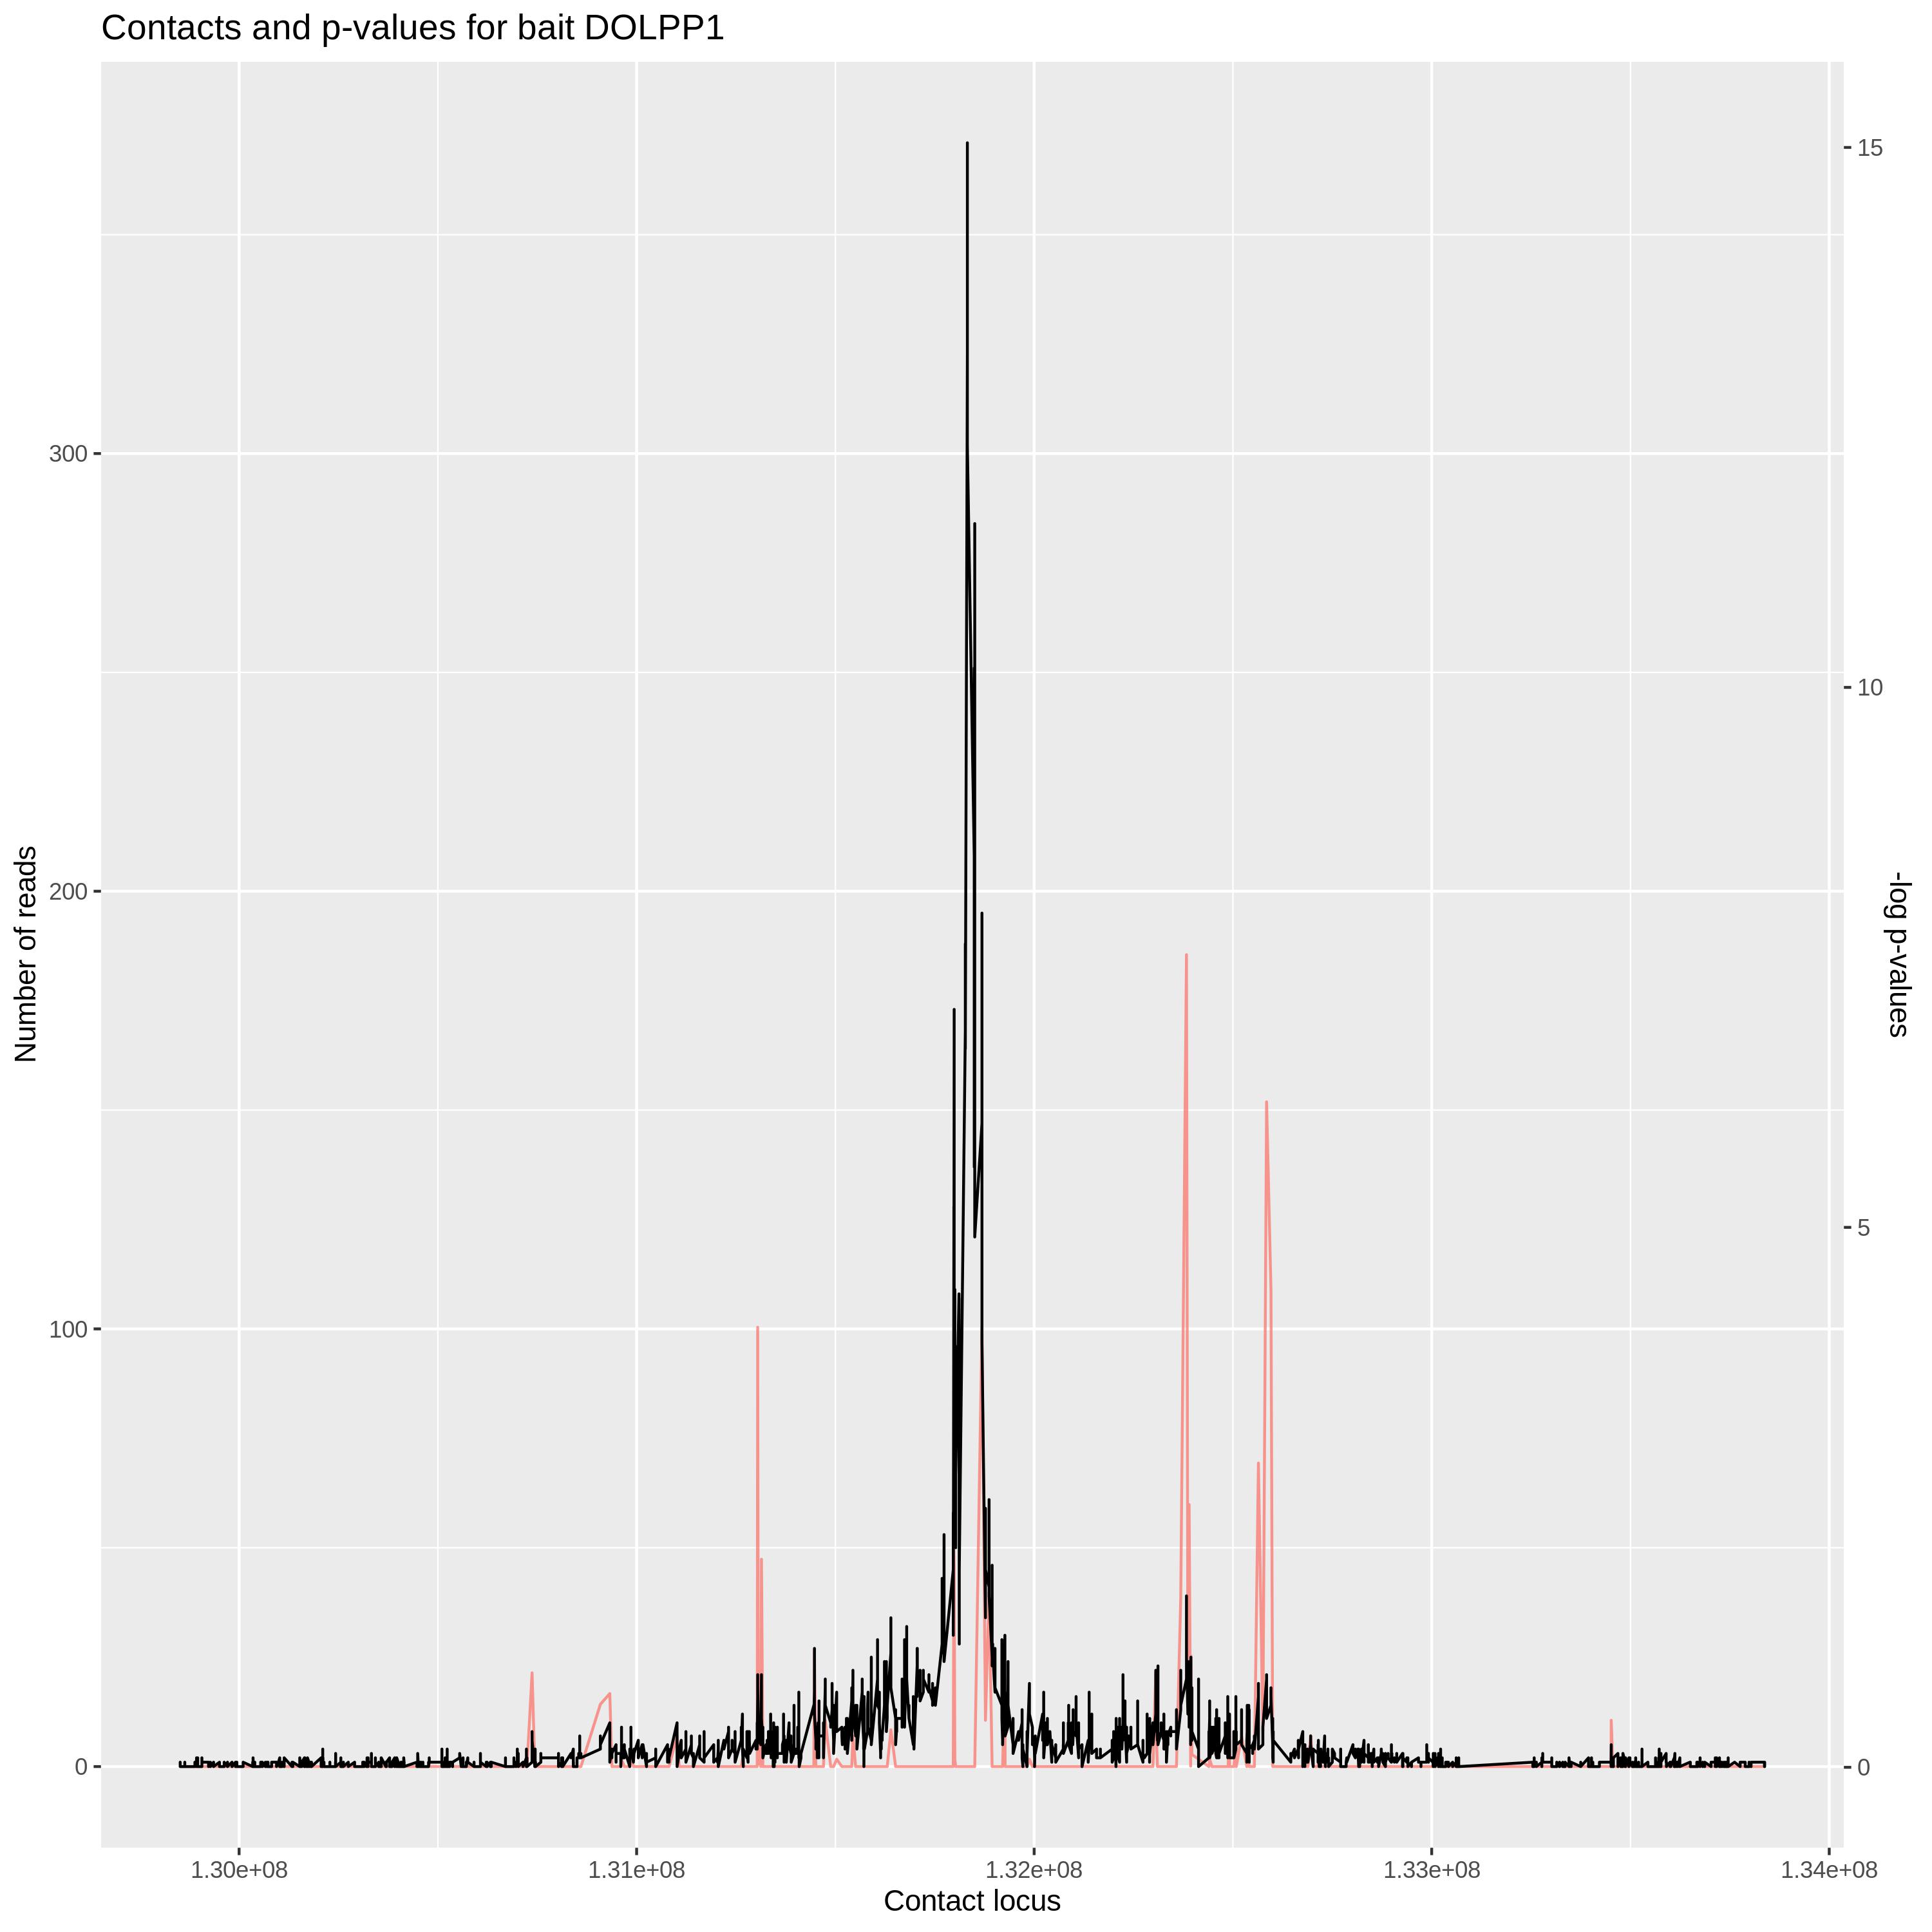 Contacts and p-values for bait DOLPP1
Number of reads
300
200
100
0
15
10
5
0
-log p-values
1.30e+08 1.31e+08 1.32e+08 1.33e+08 1.34e+08
Contact locus